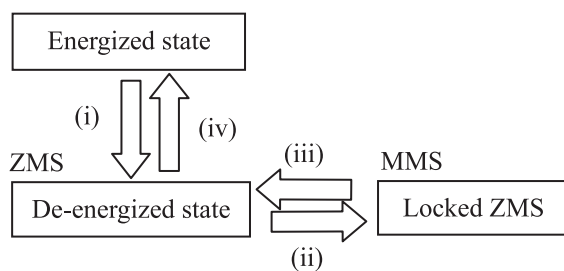 Energized state
(i)
(iv)
ZMS
(iii)
MMS
De-energized state
Locked ZMS
(ii)